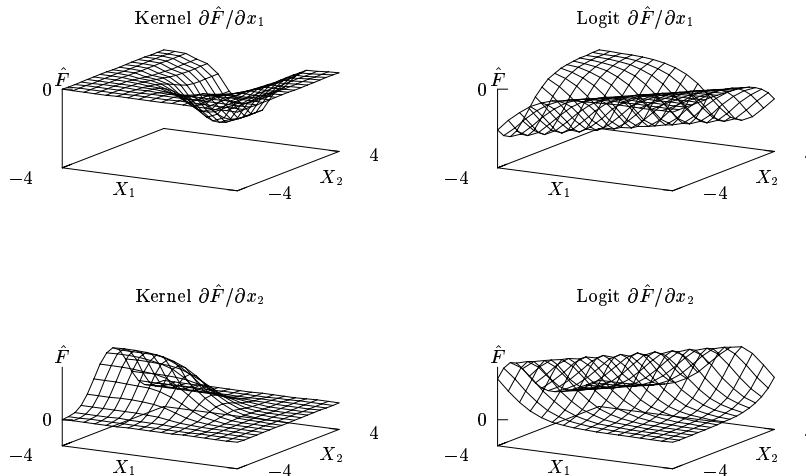 Kernel ∂F̂/∂x₁
Logit ∂F̂/∂x₁
F̂
0
−4
X₁
−4
X₂
4
F̂
0
−4
X₁
−4
X₂
Kernel ∂F̂/∂x₂
Logit ∂F̂/∂x₂
F̂
0
−4
X₁
−4
X₂
4
F̂
0
−4
X₁
−4
X₂